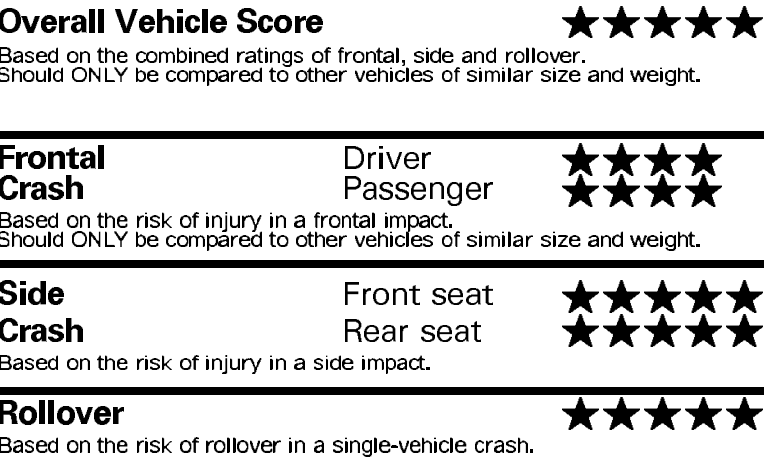 Overall Vehicle Score ★★★★★
Based on the combined ratings of frontal, side and rollover.
Should ONLY be compared to other vehicles of similar size and weight.
Frontal Driver ★★★★
Crash Passenger ★★★★
Based on the risk of injury in a frontal impact.
Should ONLY be compared to other vehicles of similar size and weight.
Side Front seat ★★★★★
Crash Rear seat ★★★★★
Based on the risk of injury in a side impact.
Rollover ★★★★★
Based on the risk of rollover in a single-vehicle crash.